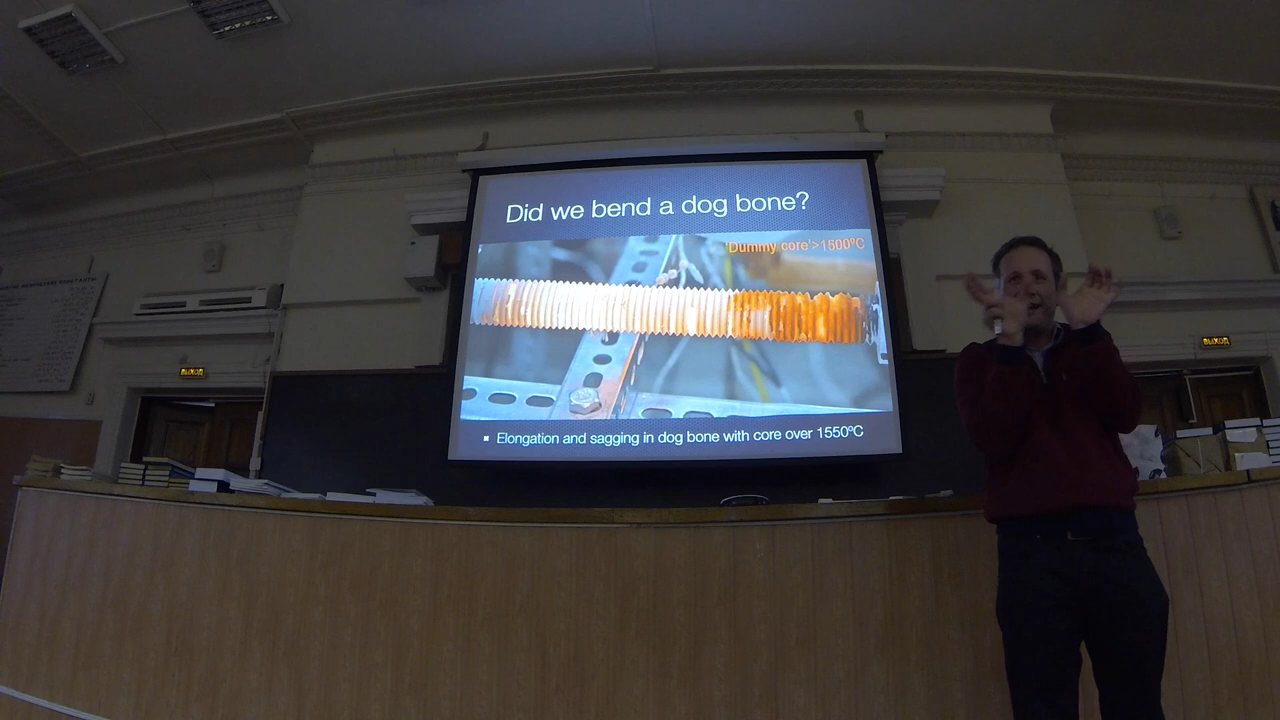 Did we bend a dog bone?
'Dummy core'>1500ºC
▪ Elongation and sagging in dog bone with core over 1550ºC
ВЫХОД
ВЫХОД